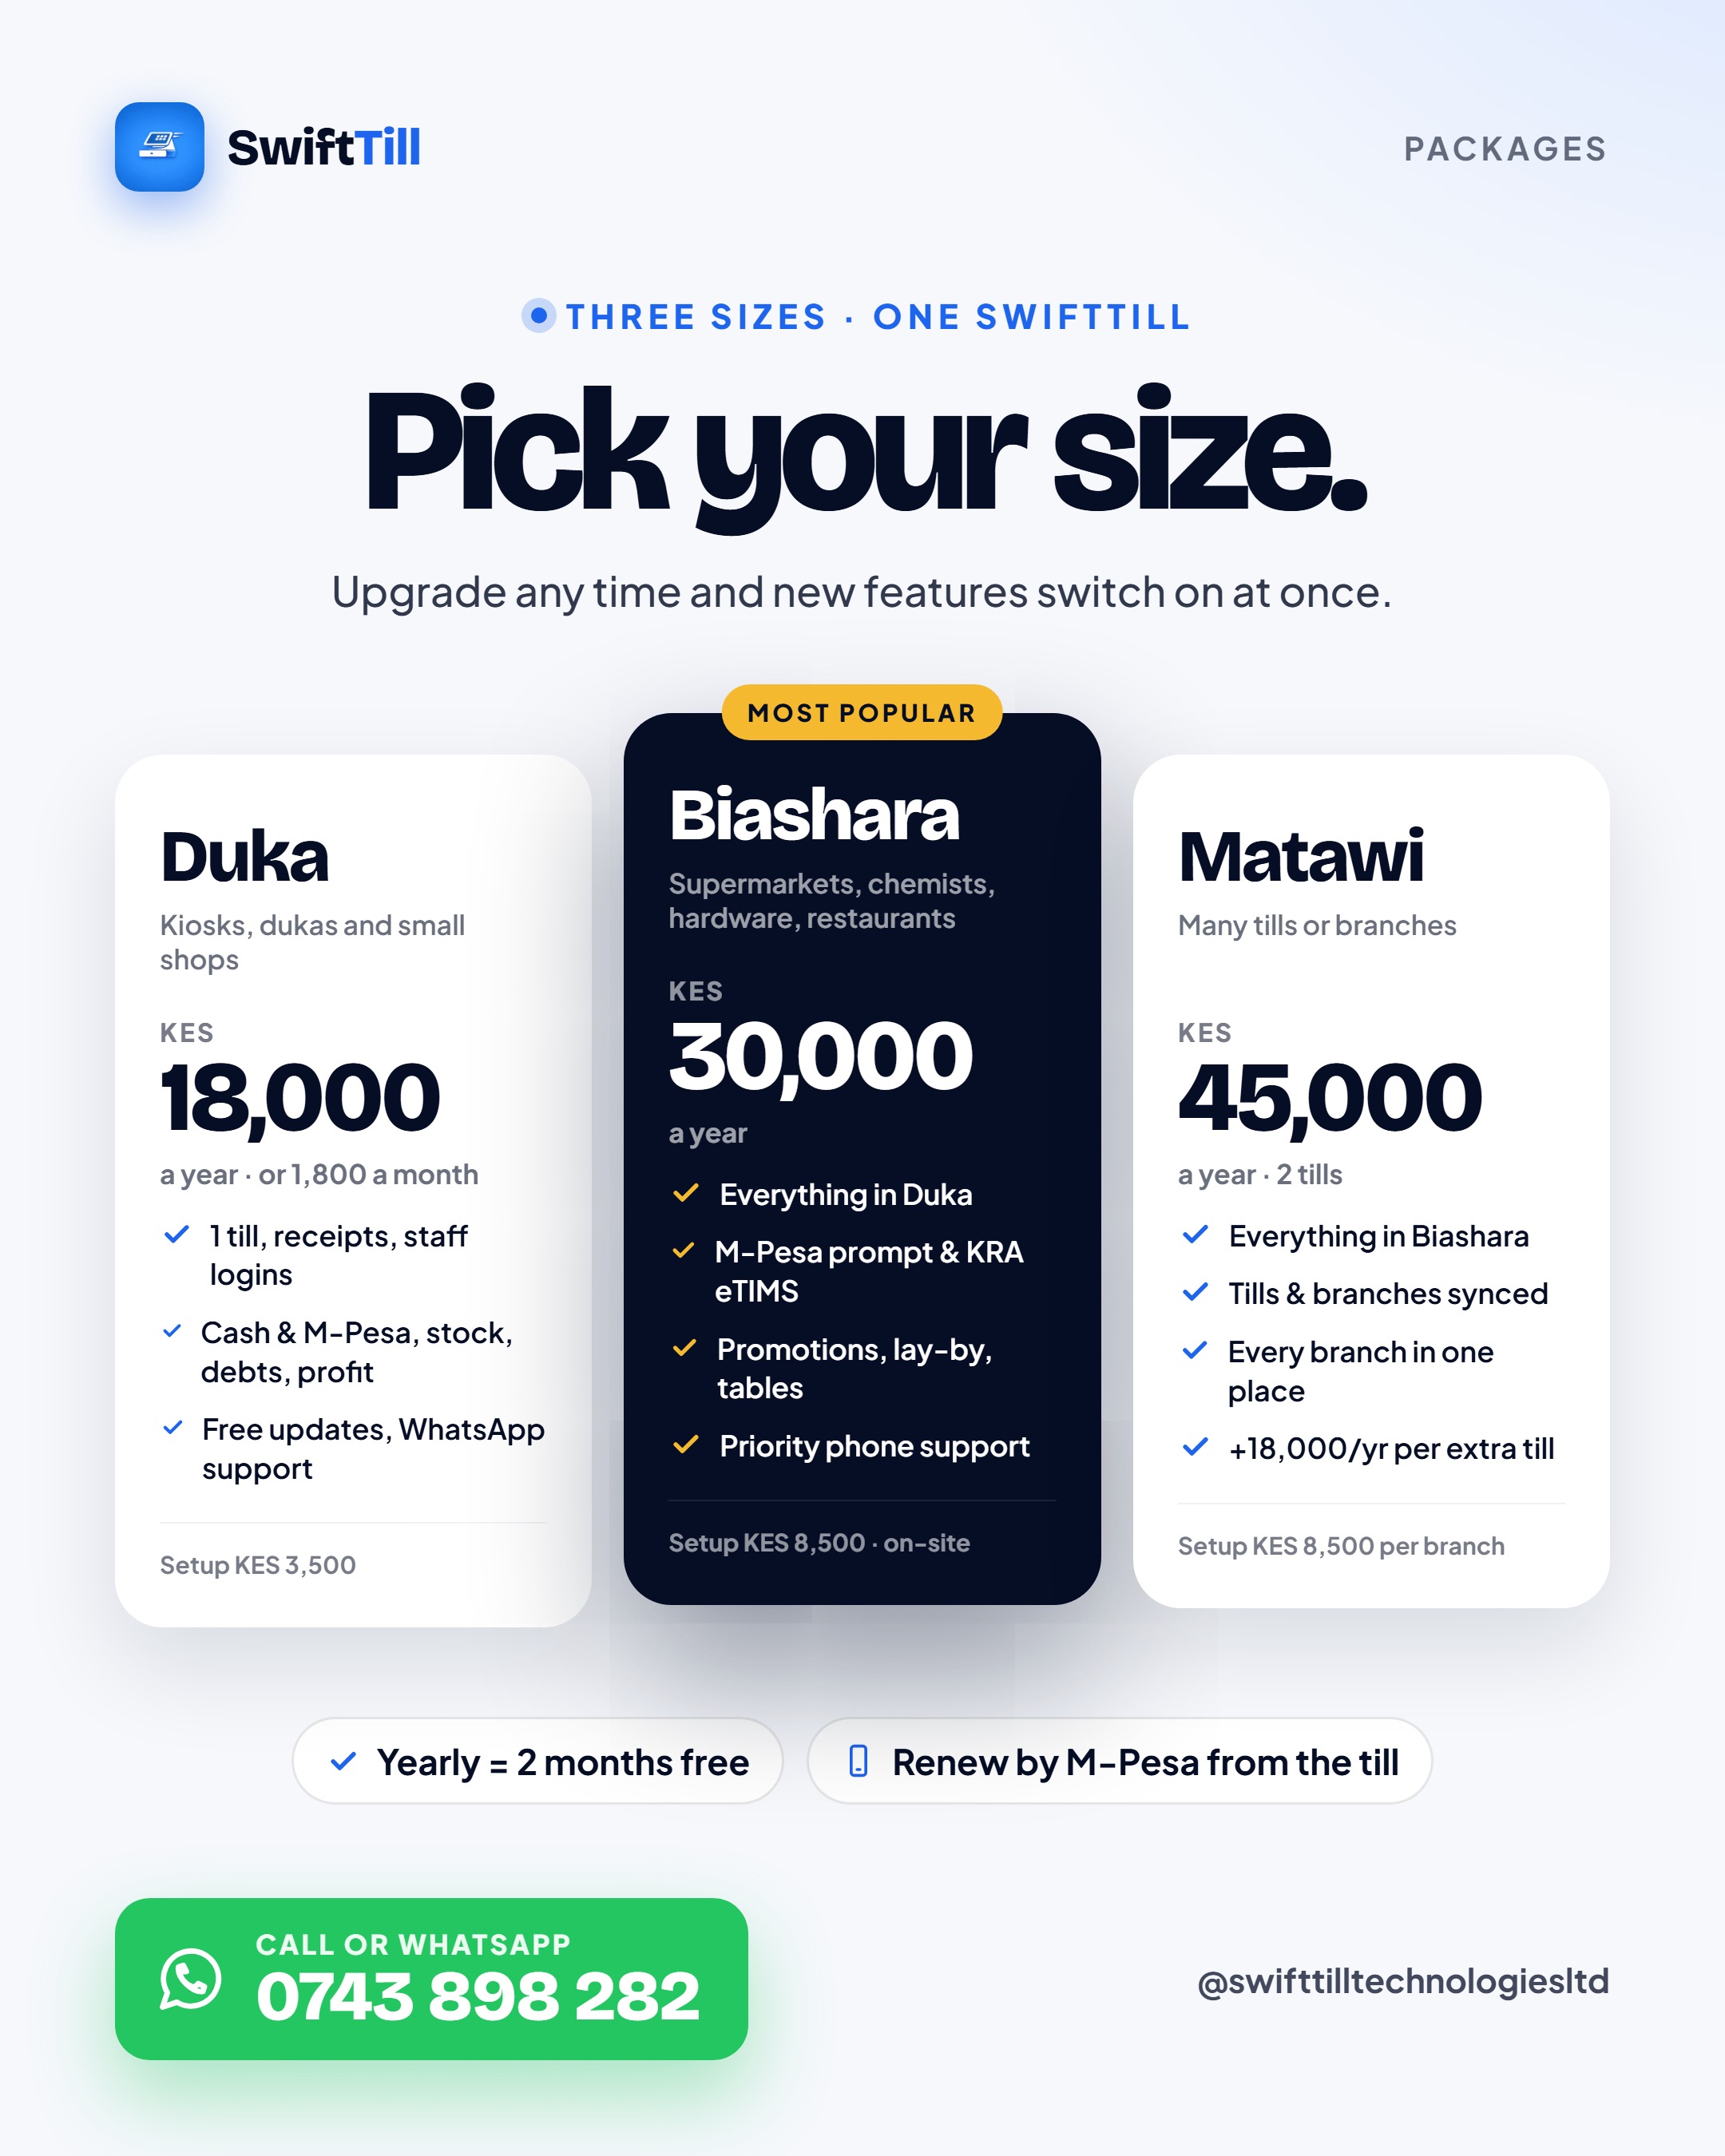 SwiftTill
PACKAGES
THREE SIZES · ONE SWIFTTILL
Pick your size.
Upgrade any time and new features switch on at once.
Duka
Kiosks, dukas and small
shops
KES
18,000
a year · or 1,800 a month
1 till, receipts, staff
logins
Cash & M-Pesa, stock,
debts, profit
Free updates, WhatsApp
support
Setup KES 3,500
MOST POPULAR
Biashara
Supermarkets, chemists,
hardware, restaurants
KES
30,000
a year
Everything in Duka
M-Pesa prompt & KRA
eTIMS
Promotions, lay-by,
tables
Priority phone support
Setup KES 8,500 · on-site
Matawi
Many tills or branches
KES
45,000
a year · 2 tills
Everything in Biashara
Tills & branches synced
Every branch in one
place
+18,000/yr per extra till
Setup KES 8,500 per branch
Yearly = 2 months free
Renew by M-Pesa from the till
CALL OR WHATSAPP
0743 898 282
@swifttilltechnologiesltd